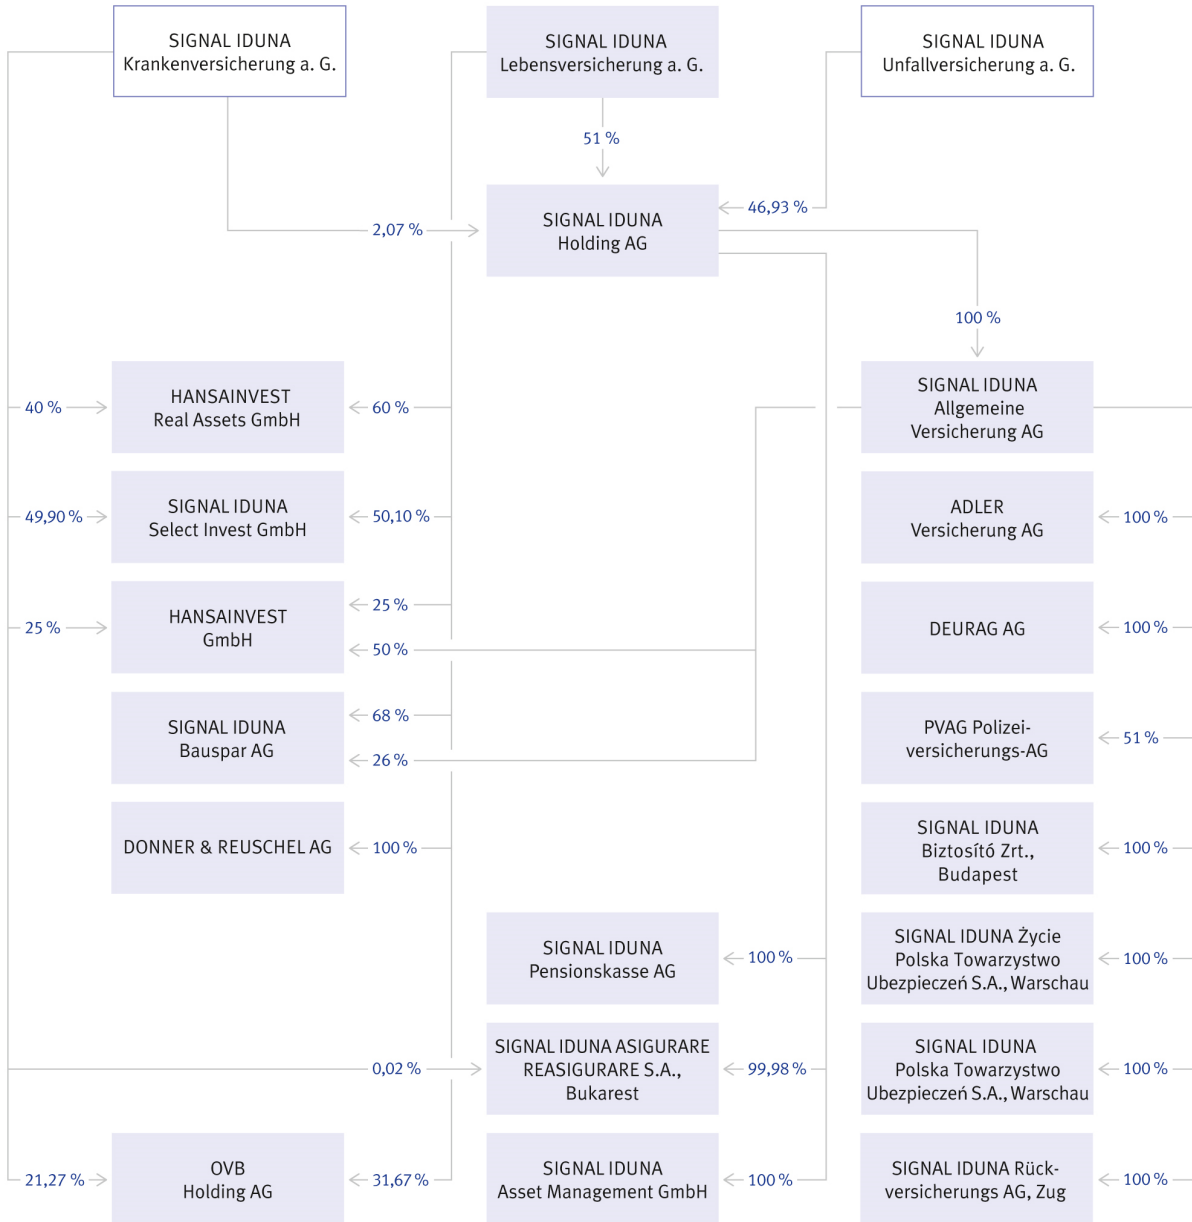 SIGNAL IDUNA
Krankenversicherung a. G.
SIGNAL IDUNA
Lebensversicherung a. G.
SIGNAL IDUNA
Unfallversicherung a. G.
51 %
46,93 %
SIGNAL IDUNA
Holding AG
2,07 %
100 %
40 %
HANSAINVEST
Real Assets GmbH
60 %
SIGNAL IDUNA
Allgemeine
Versicherung AG
49,90 %
SIGNAL IDUNA
Select Invest GmbH
50,10 %
ADLER
Versicherung AG
100 %
25 %
HANSAINVEST
GmbH
25 %
50 %
DEURAG AG
100 %
SIGNAL IDUNA
Bauspar AG
68 %
26 %
PVAG Polizei-
versicherungs-AG
51 %
DONNER & REUSCHEL AG
100 %
SIGNAL IDUNA
Biztosító Zrt.,
Budapest
100 %
SIGNAL IDUNA
Pensionskasse AG
100 %
SIGNAL IDUNA Życie
Polska Towarzystwo
Ubezpieczeń S.A., Warschau
100 %
0,02 %
SIGNAL IDUNA ASIGURARE
REASIGURARE S.A.,
Bukarest
99,98 %
SIGNAL IDUNA
Polska Towarzystwo
Ubezpieczeń S.A., Warschau
100 %
21,27 %
OVB
Holding AG
31,67 %
SIGNAL IDUNA
Asset Management GmbH
100 %
SIGNAL IDUNA Rück-
versicherungs AG, Zug
100 %